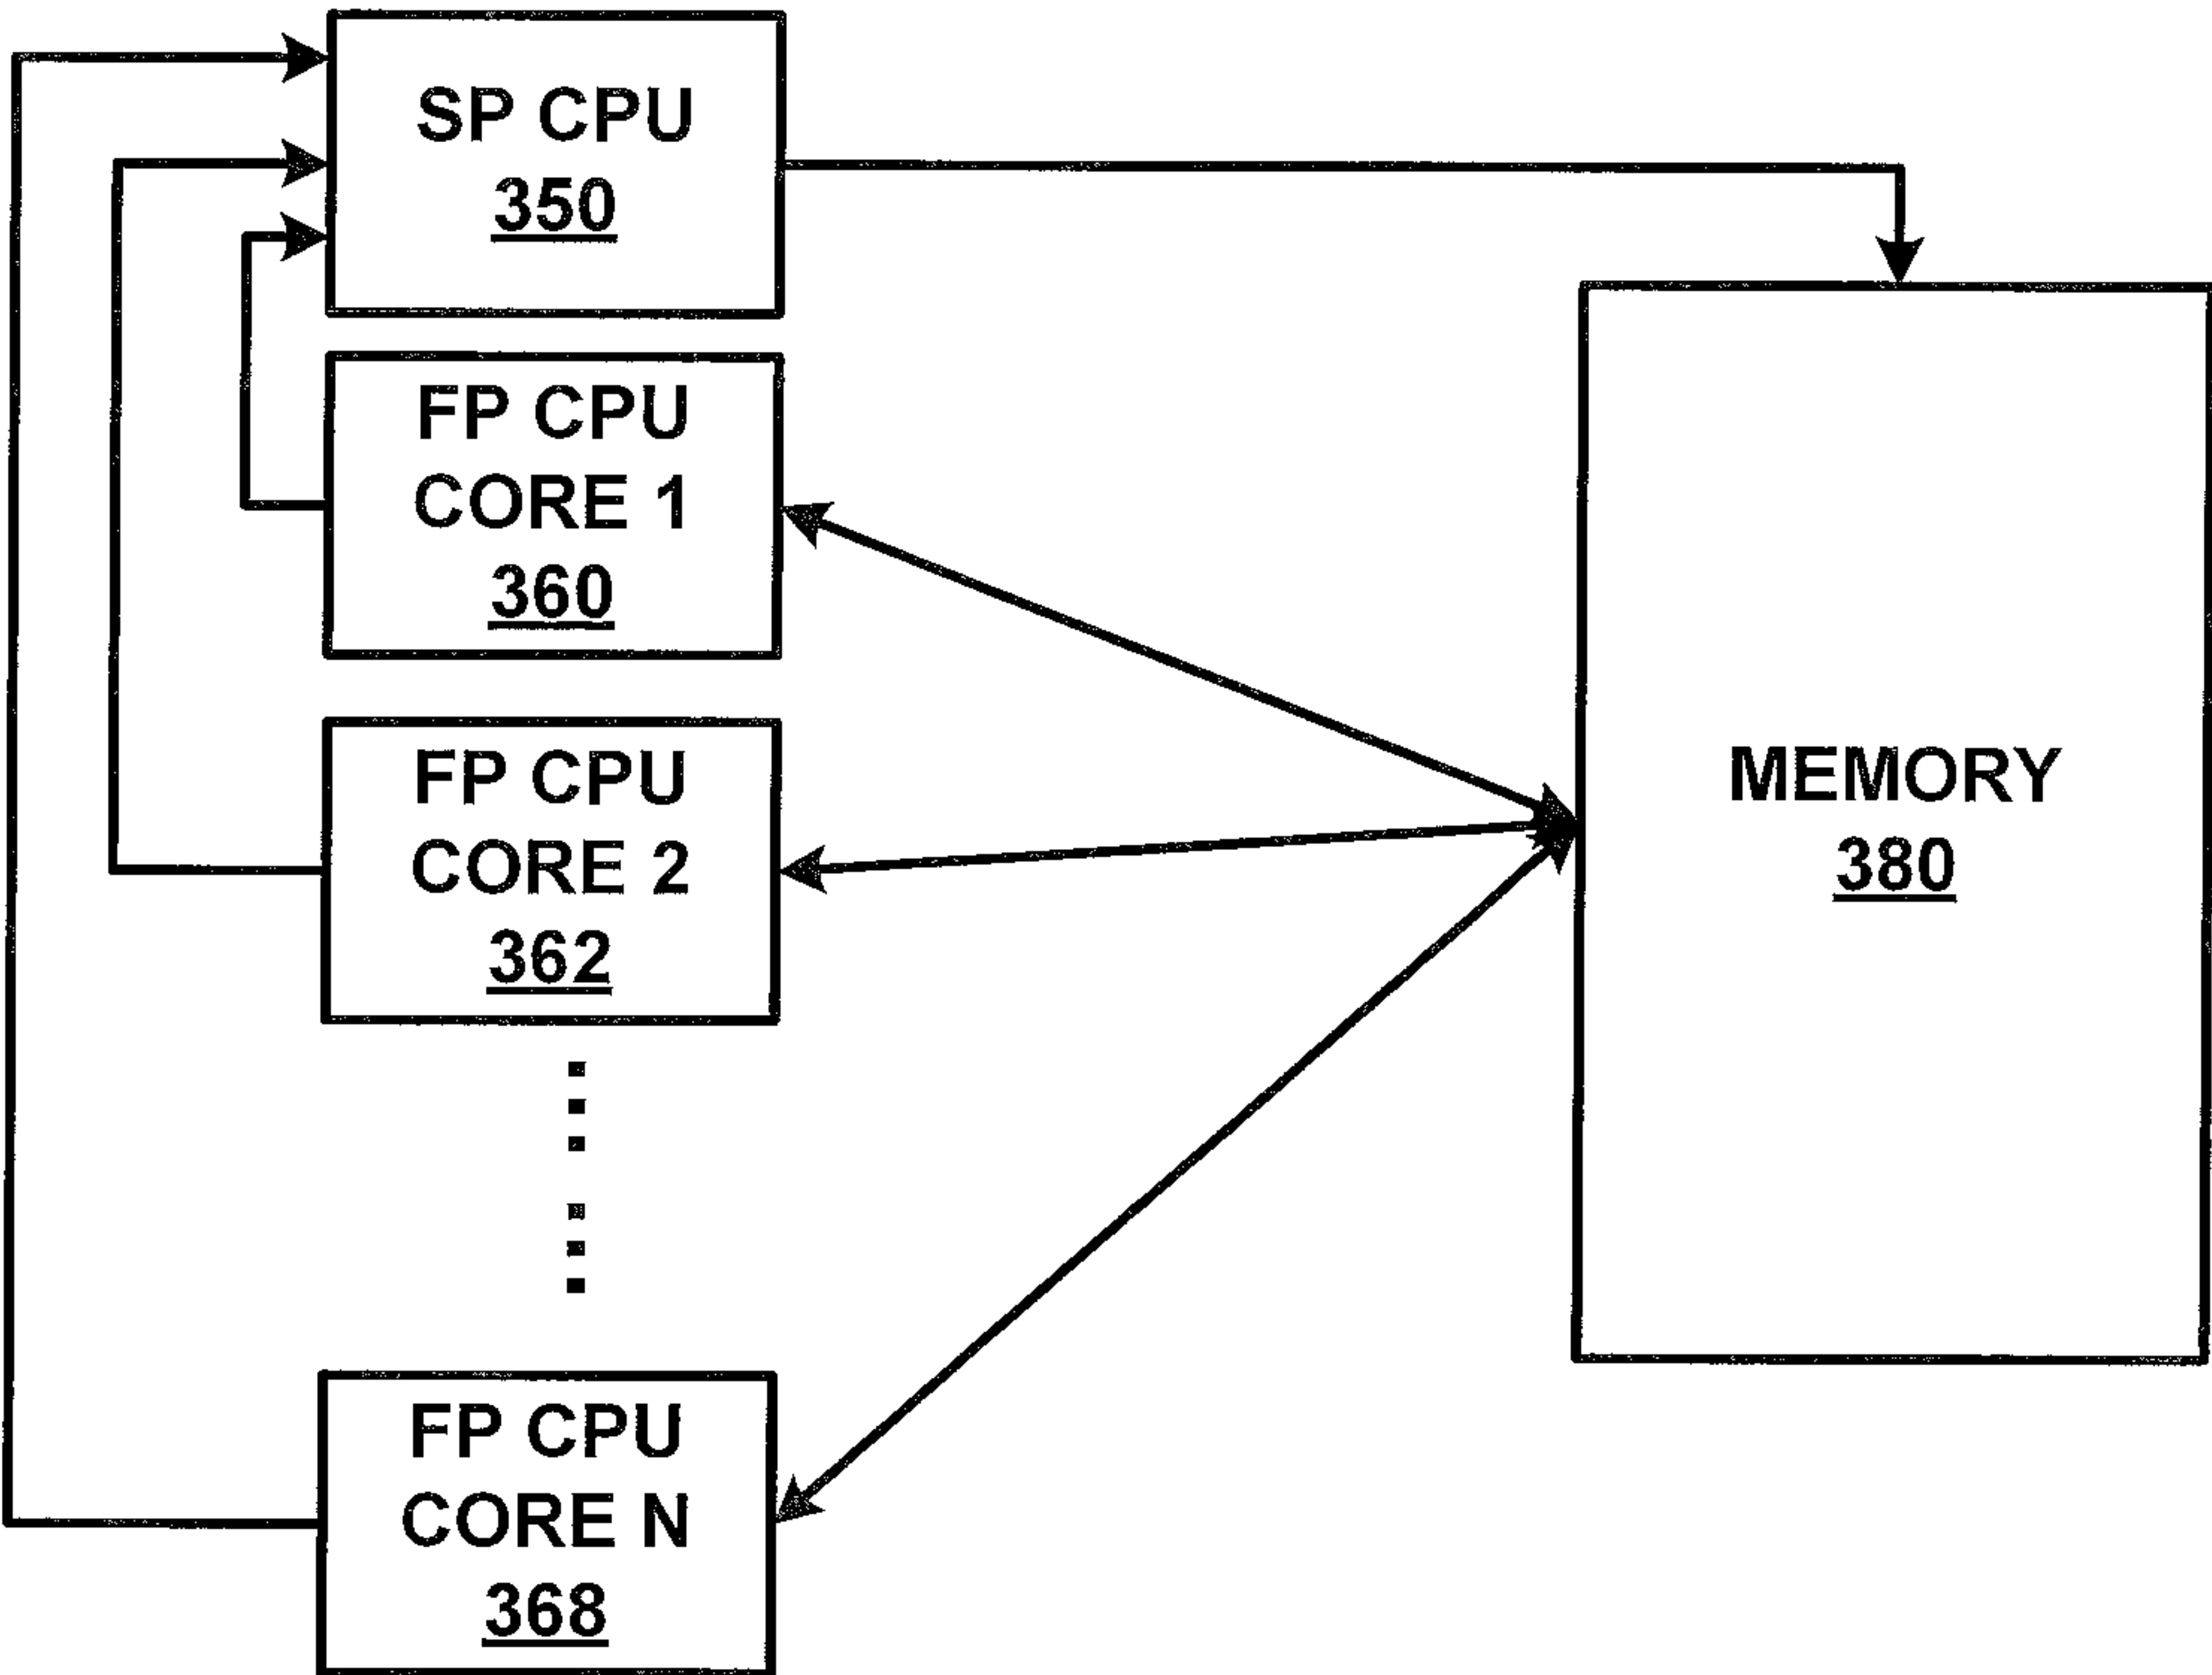 SP CPU
350
FP CPU
CORE 1
360
FP CPU
CORE 2
362
FP CPU
CORE N
368
MEMORY
380